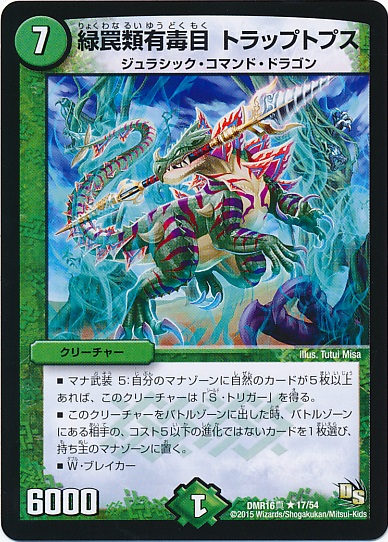 7
りょくわなるいゆうどくもく
緑罠類有毒目 トラップトプス
ジュラシック・コマンド・ドラゴン
クリーチャー
illus. Tutui Misa
■ マナ武装 5:自分のマナゾーンに自然のカードが5枚以上
あれば、このクリーチャーは「S・トリガー」を得る。
■ このクリーチャーをバトルゾーンに出した時、バトルゾーン
にある相手の、コスト5以下の進化ではないカードを1枚選び、
持ち主のマナゾーンに置く。
■ W・ブレイカー
6000
DS
DMR16 ★ 17/54
©2015 Wizards/Shogakukan/Mitsui-Kids